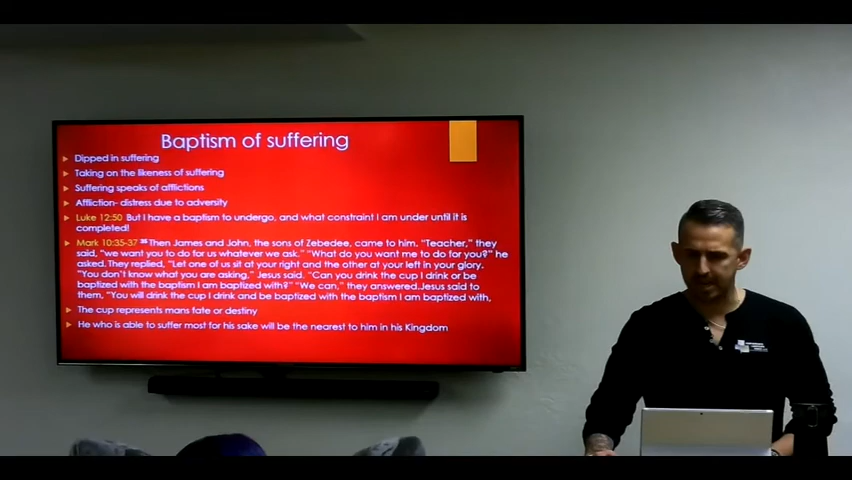 Baptism of suffering
Dipped in suffering
Taking on the likeness of suffering
Suffering speaks of afflictions
Affliction- distress due to adversity
Luke 12:50 But I have a baptism to undergo, and what constraint I am under until it is
completed!
Mark 10:35-37 35 Then James and John, the sons of Zebedee, came to him. “Teacher,” they
said, “we want you to do for us whatever we ask.” “What do you want me to do for you?” he
asked. They replied, “Let one of us sit at your right and the other at your left in your glory.
“You don’t know what you are asking,” Jesus said. “Can you drink the cup I drink or be
baptized with the baptism I am baptized with?” “We can,” they answered.Jesus said to
them, “You will drink the cup I drink and be baptized with the baptism I am baptized with,
The cup represents mans fate or destiny
He who is able to suffer most for his sake will be the nearest to him in his Kingdom